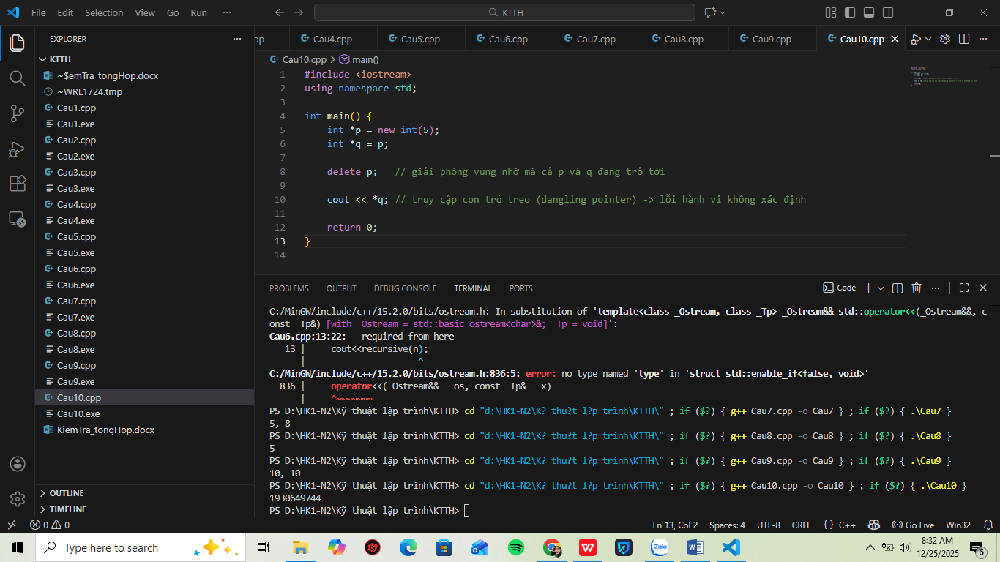 File Edit Selection View Go Run ··· KTTH
EXPLORER ···
KTTH
~$emTra_tongHop.docx
~WRL1724.tmp
Cau1.cpp
Cau1.exe
Cau2.cpp
Cau2.exe
Cau3.cpp
Cau3.exe
Cau4.cpp
Cau4.exe
Cau5.cpp
Cau5.exe
Cau6.cpp
Cau6.exe
Cau7.cpp
Cau7.exe
Cau8.cpp
Cau8.exe
Cau9.cpp
Cau9.exe
Cau10.cpp
Cau10.exe
KiemTra_tongHop.docx
OUTLINE
TIMELINE
pp Cau4.cpp Cau5.cpp Cau6.cpp Cau7.cpp Cau8.cpp Cau9.cpp Cau10.cpp
Cau10.cpp > main()
1 #include <iostream>
2 using namespace std;
3
4 int main() {
5 int *p = new int(5);
6 int *q = p;
7
8 delete p; // giải phóng vùng nhớ mà cả p và q đang trỏ tới
9
10 cout << *q; // truy cập con trỏ treo (dangling pointer) -> lỗi hành vi không xác định
11
12 return 0;
13 }
14
PROBLEMS OUTPUT DEBUG CONSOLE TERMINAL PORTS Code
C:/MinGW/include/c++/15.2.0/bits/ostream.h: In substitution of 'template<class _Ostream, class _Tp> _Ostream&& std::operator<<(_Ostream&&, c
onst _Tp&) [with _Ostream = std::basic_ostream<char>&; _Tp = void]':
Cau6.cpp:13:22: required from here
13 | cout<<recursive(n);
| ^
C:/MinGW/include/c++/15.2.0/bits/ostream.h:836:5: error: no type named 'type' in 'struct std::enable_if<false, void>'
836 | operator<<(_Ostream&& __os, const _Tp& __x)
| ^~~~~~~~
PS D:\HK1-N2\Kỹ thuật lập trình\KTTH> cd "d:\HK1-N2\K? thu?t l?p trình\KTTH\" ; if ($?) { g++ Cau7.cpp -o Cau7 } ; if ($?) { .\Cau7 }
5, 8
PS D:\HK1-N2\Kỹ thuật lập trình\KTTH> cd "d:\HK1-N2\K? thu?t l?p trình\KTTH\" ; if ($?) { g++ Cau8.cpp -o Cau8 } ; if ($?) { .\Cau8 }
5
PS D:\HK1-N2\Kỹ thuật lập trình\KTTH> cd "d:\HK1-N2\K? thu?t l?p trình\KTTH\" ; if ($?) { g++ Cau9.cpp -o Cau9 } ; if ($?) { .\Cau9 }
10, 10
PS D:\HK1-N2\Kỹ thuật lập trình\KTTH> cd "d:\HK1-N2\K? thu?t l?p trình\KTTH\" ; if ($?) { g++ Cau10.cpp -o Cau10 } ; if ($?) { .\Cau10 }
1930649744
PS D:\HK1-N2\Kỹ thuật lập trình\KTTH>
0 0 Ln 13, Col 2 Spaces: 4 UTF-8 CRLF {} C++ Go Live Win32
Type here to search
Zalo
8:32 AM
12/25/2025
6